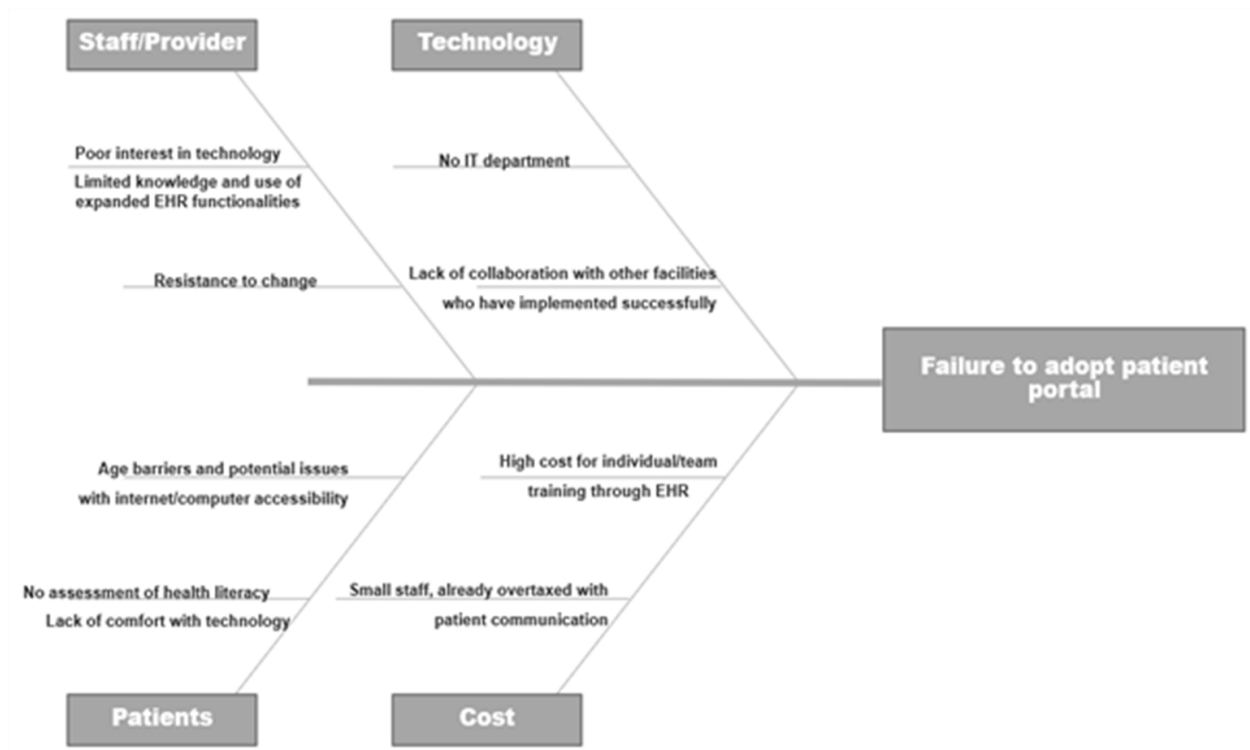 Staff/Provider
Technology
Poor interest in technology
Limited knowledge and use of
expanded EHR functionalities
Resistance to change
No IT department
Lack of collaboration with other facilities
who have implemented successfully
Failure to adopt patient
portal
Age barriers and potential issues
with internet/computer accessibility
No assessment of health literacy
Lack of comfort with technology
High cost for individual/team
training through EHR
Small staff, already overtaxed with
patient communication
Patients
Cost